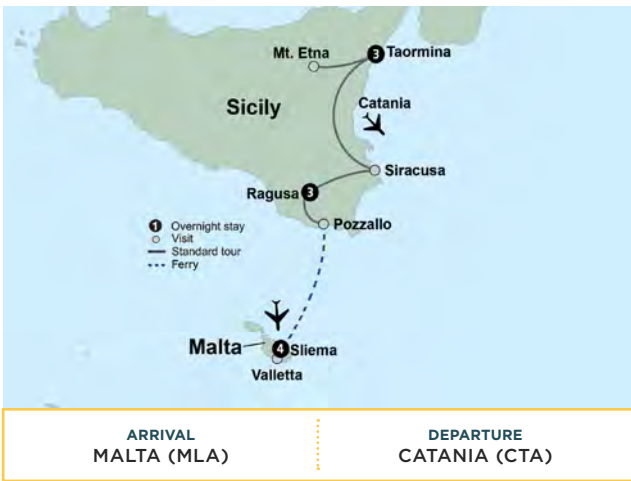 Mt. Etna
3 Taormina
Sicily
Catania
Siracusa
Ragusa 3
Pozzallo
1 Overnight stay
Visit
Standard tour
Ferry
Malta
4 Sliema
Valletta
ARRIVAL
MALTA (MLA)
DEPARTURE
CATANIA (CTA)